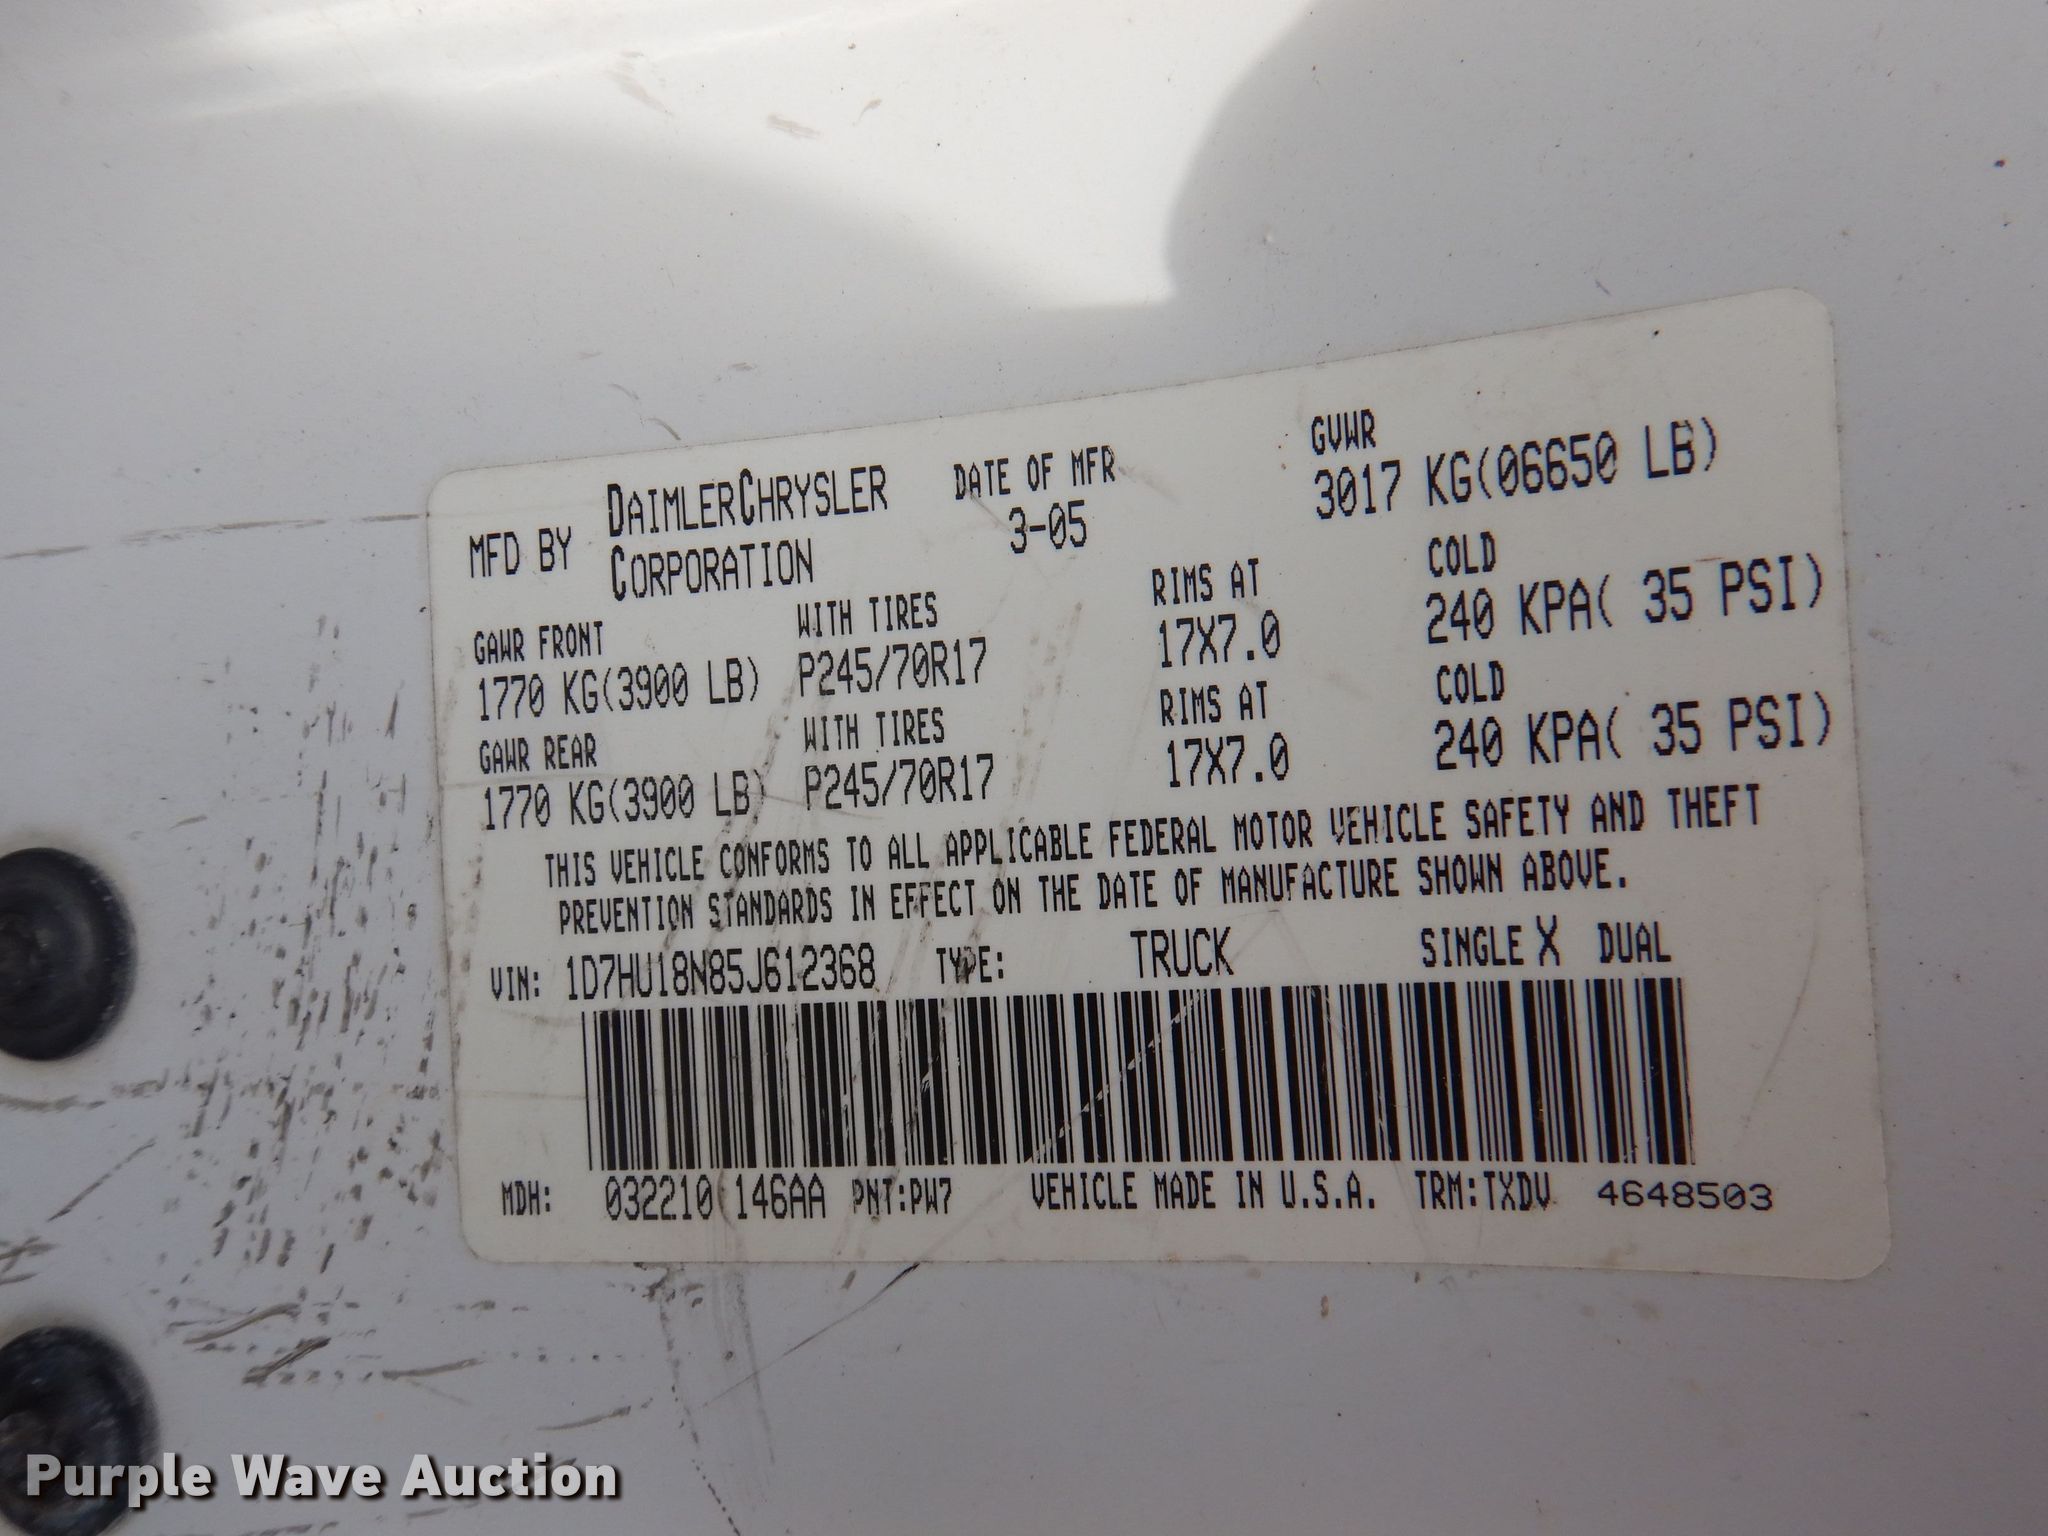 MFD BY DAIMLERCHRYSLER CORPORATION
DATE OF MFR
3-05
GVWR
3017 KG(06650 LB)
GAWR FRONT WITH TIRES RIMS AT COLD
1770 KG(3900 LB) P245/70R17 17X7.0 240 KPA( 35 PSI)
GAWR REAR WITH TIRES RIMS AT COLD
1770 KG(3900 LB) P245/70R17 17X7.0 240 KPA( 35 PSI)
THIS VEHICLE CONFORMS TO ALL APPLICABLE FEDERAL MOTOR VEHICLE SAFETY AND THEFT
PREVENTION STANDARDS IN EFFECT ON THE DATE OF MANUFACTURE SHOWN ABOVE.
VIN: 1D7HU18N85J612368 TYPE: TRUCK SINGLE X DUAL
MDH: 032210 146AA PNT:PW7 VEHICLE MADE IN U.S.A. TRM:TXDV 4648503
Purple Wave Auction